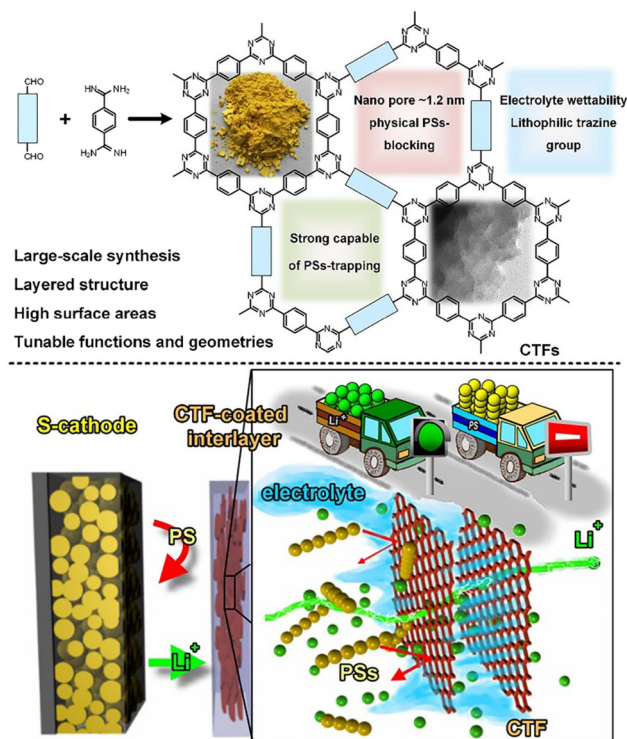 CHO
CHO
+
HN
NH₂
H₂N
NH
Nano pore ~1.2 nm
physical PSs-
blocking
Electrolyte wettability
Lithophilic trazine
group
Strong capable
of PSs-trapping
Large-scale synthesis
Layered structure
High surface areas
Tunable functions and geometries
CTFs
S-cathode
CTF-coated
interlayer
PS
Li⁺
Li⁺
PS
electrolyte
Li⁺
PSs
CTF